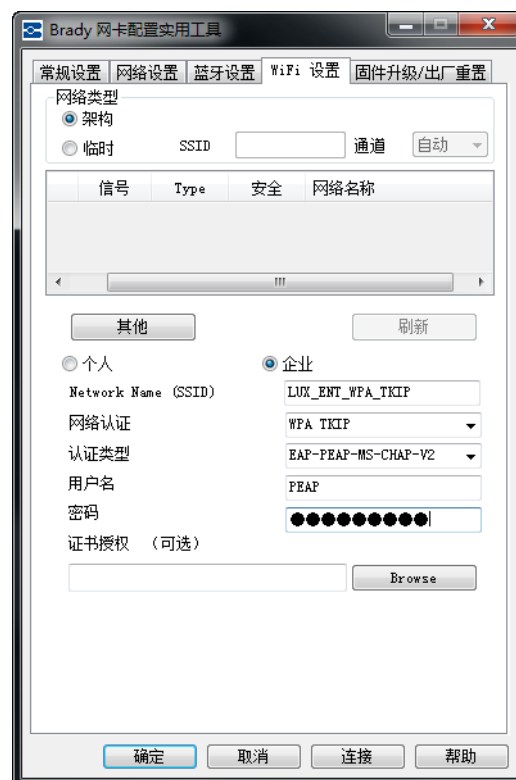 Brady 网卡配置实用工具
常规设置 网络设置 蓝牙设置 WiFi 设置 固件升级/出厂重置
网络类型
架构
临时 SSID 通道 自动
信号 Type 安全 网络名称
其他 刷新
个人 企业
Network Name (SSID) LUX_ENT_WPA_TKIP
网络认证 WPA TKIP
认证类型 EAP-PEAP-MS-CHAP-V2
用户名 PEAP
密码 ●●●●●●●●●
证书授权 （可选）
Browse
确定 取消 连接 帮助